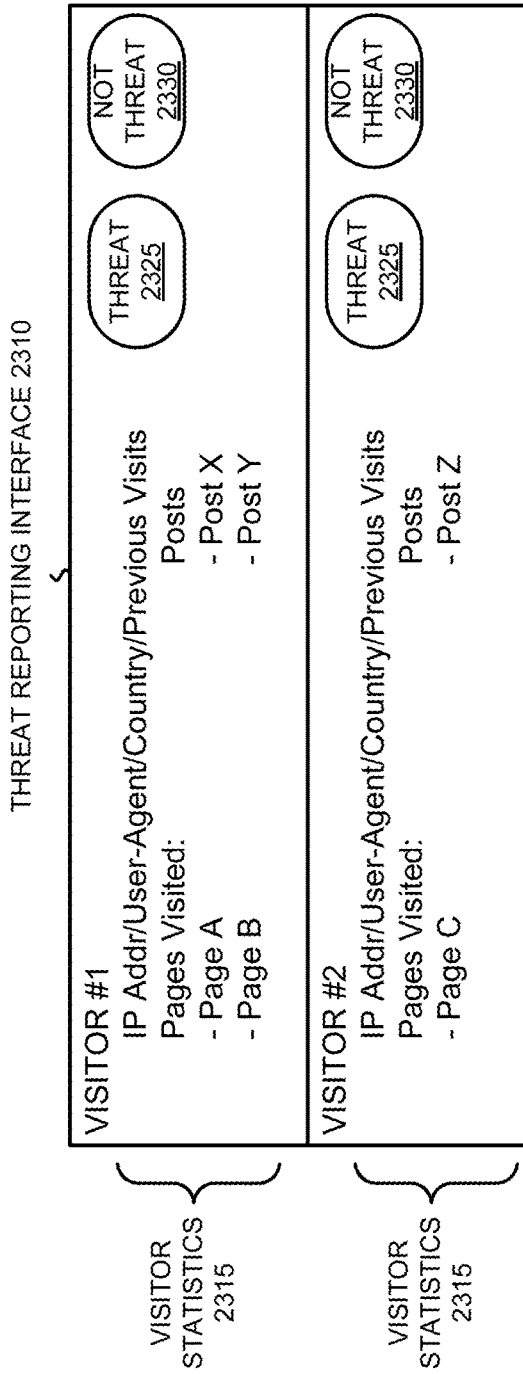 THREAT REPORTING INTERFACE 2310
VISITOR #1
IP Addr/User-Agent/Country/Previous Visits
Pages Visited:
- Page A
- Page B
Posts
- Post X
- Post Y
THREAT
2325
NOT
THREAT
2330
VISITOR
STATISTICS
2315
VISITOR #2
IP Addr/User-Agent/Country/Previous Visits
Pages Visited:
- Page C
Posts
- Post Z
THREAT
2325
NOT
THREAT
2330
VISITOR
STATISTICS
2315